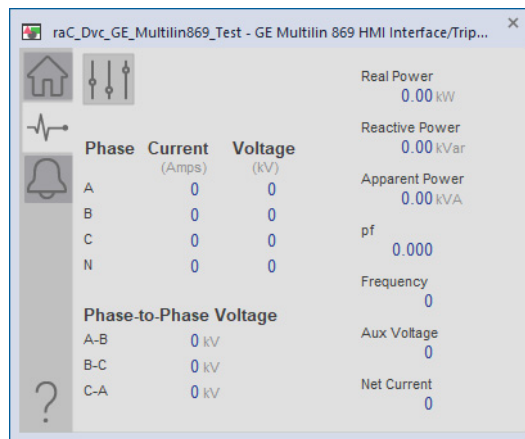 raC_Dvc_GE_Multilin869_Test - GE Multilin 869 HMI Interface/Trip...
Phase Current Voltage
(Amps) (kV)
A 0 0
B 0 0
C 0 0
N 0 0
Phase-to-Phase Voltage
A-B 0 kV
B-C 0 kV
C-A 0 kV
?
Real Power
0.00 kW
Reactive Power
0.00 kVar
Apparent Power
0.00 kVA
pf
0.000
Frequency
0
Aux Voltage
0
Net Current
0